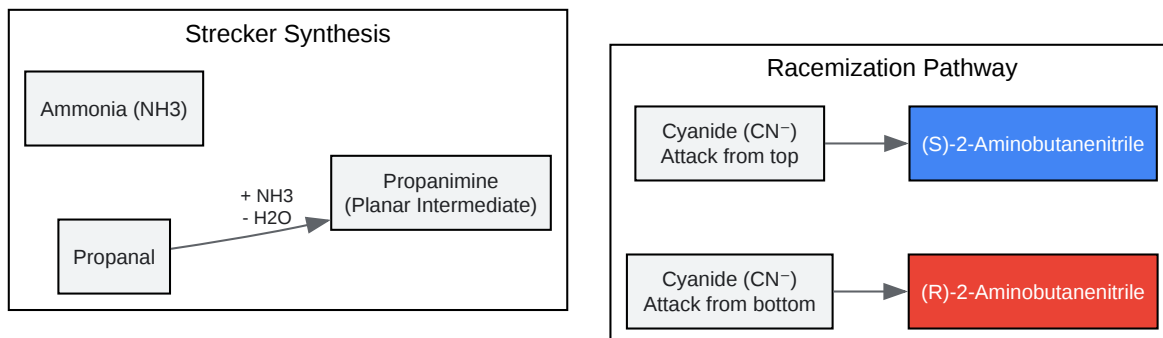 Strecker Synthesis
Ammonia (NH3)
Propanal
+ NH3
- H2O
Propanimine
(Planar Intermediate)
Racemization Pathway
Cyanide (CN⁻)
Attack from top
(S)-2-Aminobutanenitrile
Cyanide (CN⁻)
Attack from bottom
(R)-2-Aminobutanenitrile